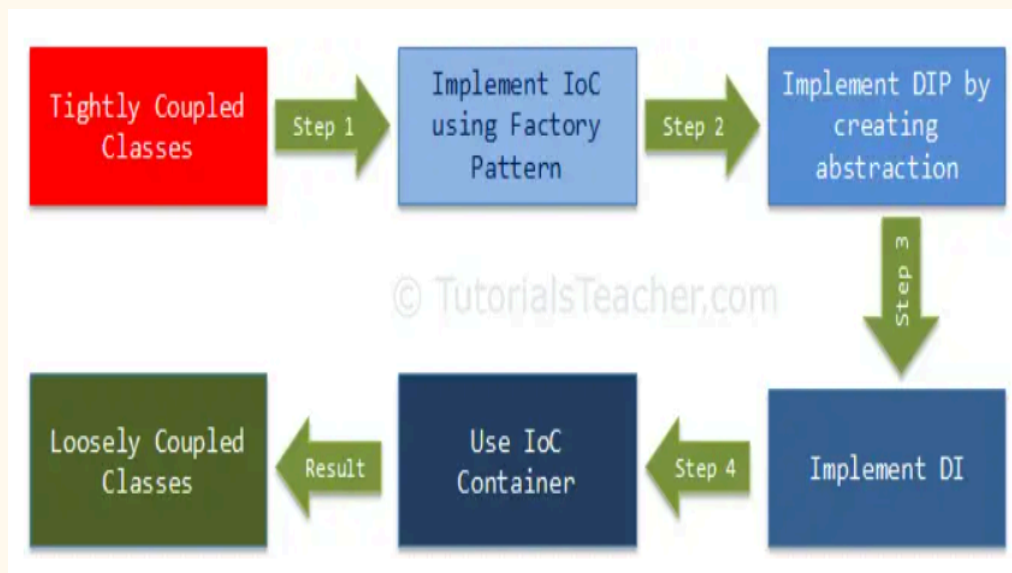 Tightly Coupled
Classes
Step 1
Implement IoC
using Factory
Pattern
Step 2
Implement DIP by
creating
abstraction
Step 3
© TutorialsTeacher.com
Implement DI
Step 4
Use IoC
Container
Result
Loosely Coupled
Classes